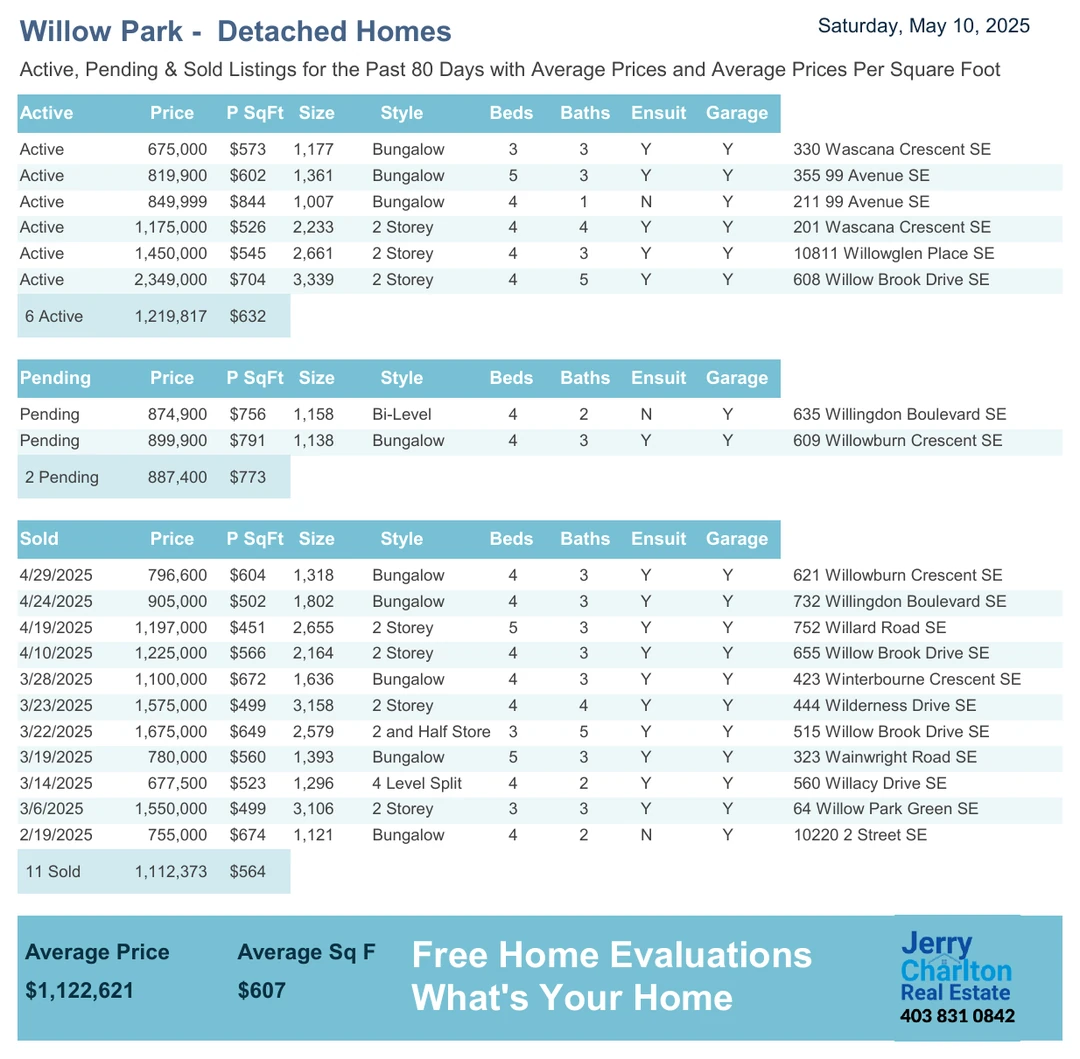 Willow Park -  Detached Homes
Saturday, May 10, 2025
Active, Pending & Sold Listings for the Past 80 Days with Average Prices and Average Prices Per Square Foot
Active Price P SqFt Size Style Beds Baths Ensuit Garage
Active 675,000 $573 1,177 Bungalow 3 3 Y Y 330 Wascana Crescent SE
Active 819,900 $602 1,361 Bungalow 5 3 Y Y 355 99 Avenue SE
Active 849,999 $844 1,007 Bungalow 4 1 N Y 211 99 Avenue SE
Active 1,175,000 $526 2,233 2 Storey 4 4 Y Y 201 Wascana Crescent SE
Active 1,450,000 $545 2,661 2 Storey 4 3 Y Y 10811 Willowglen Place SE
Active 2,349,000 $704 3,339 2 Storey 4 5 Y Y 608 Willow Brook Drive SE
6 Active 1,219,817 $632
Pending Price P SqFt Size Style Beds Baths Ensuit Garage
Pending 874,900 $756 1,158 Bi-Level 4 2 N Y 635 Willingdon Boulevard SE
Pending 899,900 $791 1,138 Bungalow 4 3 Y Y 609 Willowburn Crescent SE
2 Pending 887,400 $773
Sold Price P SqFt Size Style Beds Baths Ensuit Garage
4/29/2025 796,600 $604 1,318 Bungalow 4 3 Y Y 621 Willowburn Crescent SE
4/24/2025 905,000 $502 1,802 Bungalow 4 3 Y Y 732 Willingdon Boulevard SE
4/19/2025 1,197,000 $451 2,655 2 Storey 5 3 Y Y 752 Willard Road SE
4/10/2025 1,225,000 $566 2,164 2 Storey 4 3 Y Y 655 Willow Brook Drive SE
3/28/2025 1,100,000 $672 1,636 Bungalow 4 3 Y Y 423 Winterbourne Crescent SE
3/23/2025 1,575,000 $499 3,158 2 Storey 4 4 Y Y 444 Wilderness Drive SE
3/22/2025 1,675,000 $649 2,579 2 and Half Store 3 5 Y Y 515 Willow Brook Drive SE
3/19/2025 780,000 $560 1,393 Bungalow 5 3 Y Y 323 Wainwright Road SE
3/14/2025 677,500 $523 1,296 4 Level Split 4 2 Y Y 560 Willacy Drive SE
3/6/2025 1,550,000 $499 3,106 2 Storey 3 3 Y Y 64 Willow Park Green SE
2/19/2025 755,000 $674 1,121 Bungalow 4 2 N Y 10220 2 Street SE
11 Sold 1,112,373 $564
Average Price Average Sq F
$1,122,621 $607
Free Home Evaluations
What's Your Home
Jerry
Charlton
Real Estate
403 831 0842